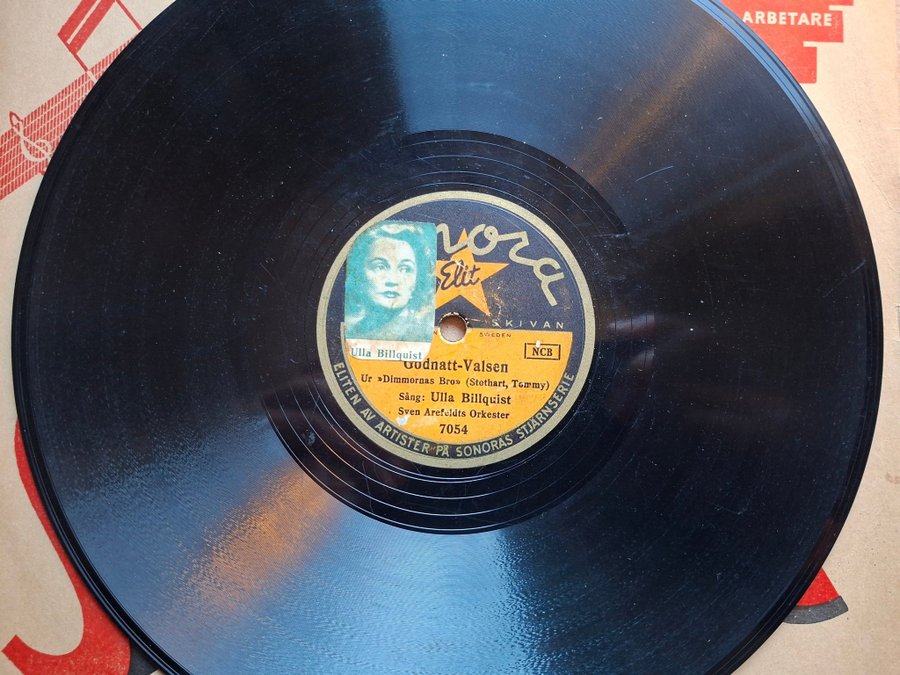 ARBETARE
nora
Elit
SKIVAN
SWEDEN
NCB
Ulla Billquist
Godnatt-Valsen
Ur »Dimmornas Bro» (Stothart, Tommy)
Sång: Ulla Billquist
Sven Arefeldts Orkester
7054
ELITEN AV ARTISTER PÅ SONORAS STJÄRNSERIE